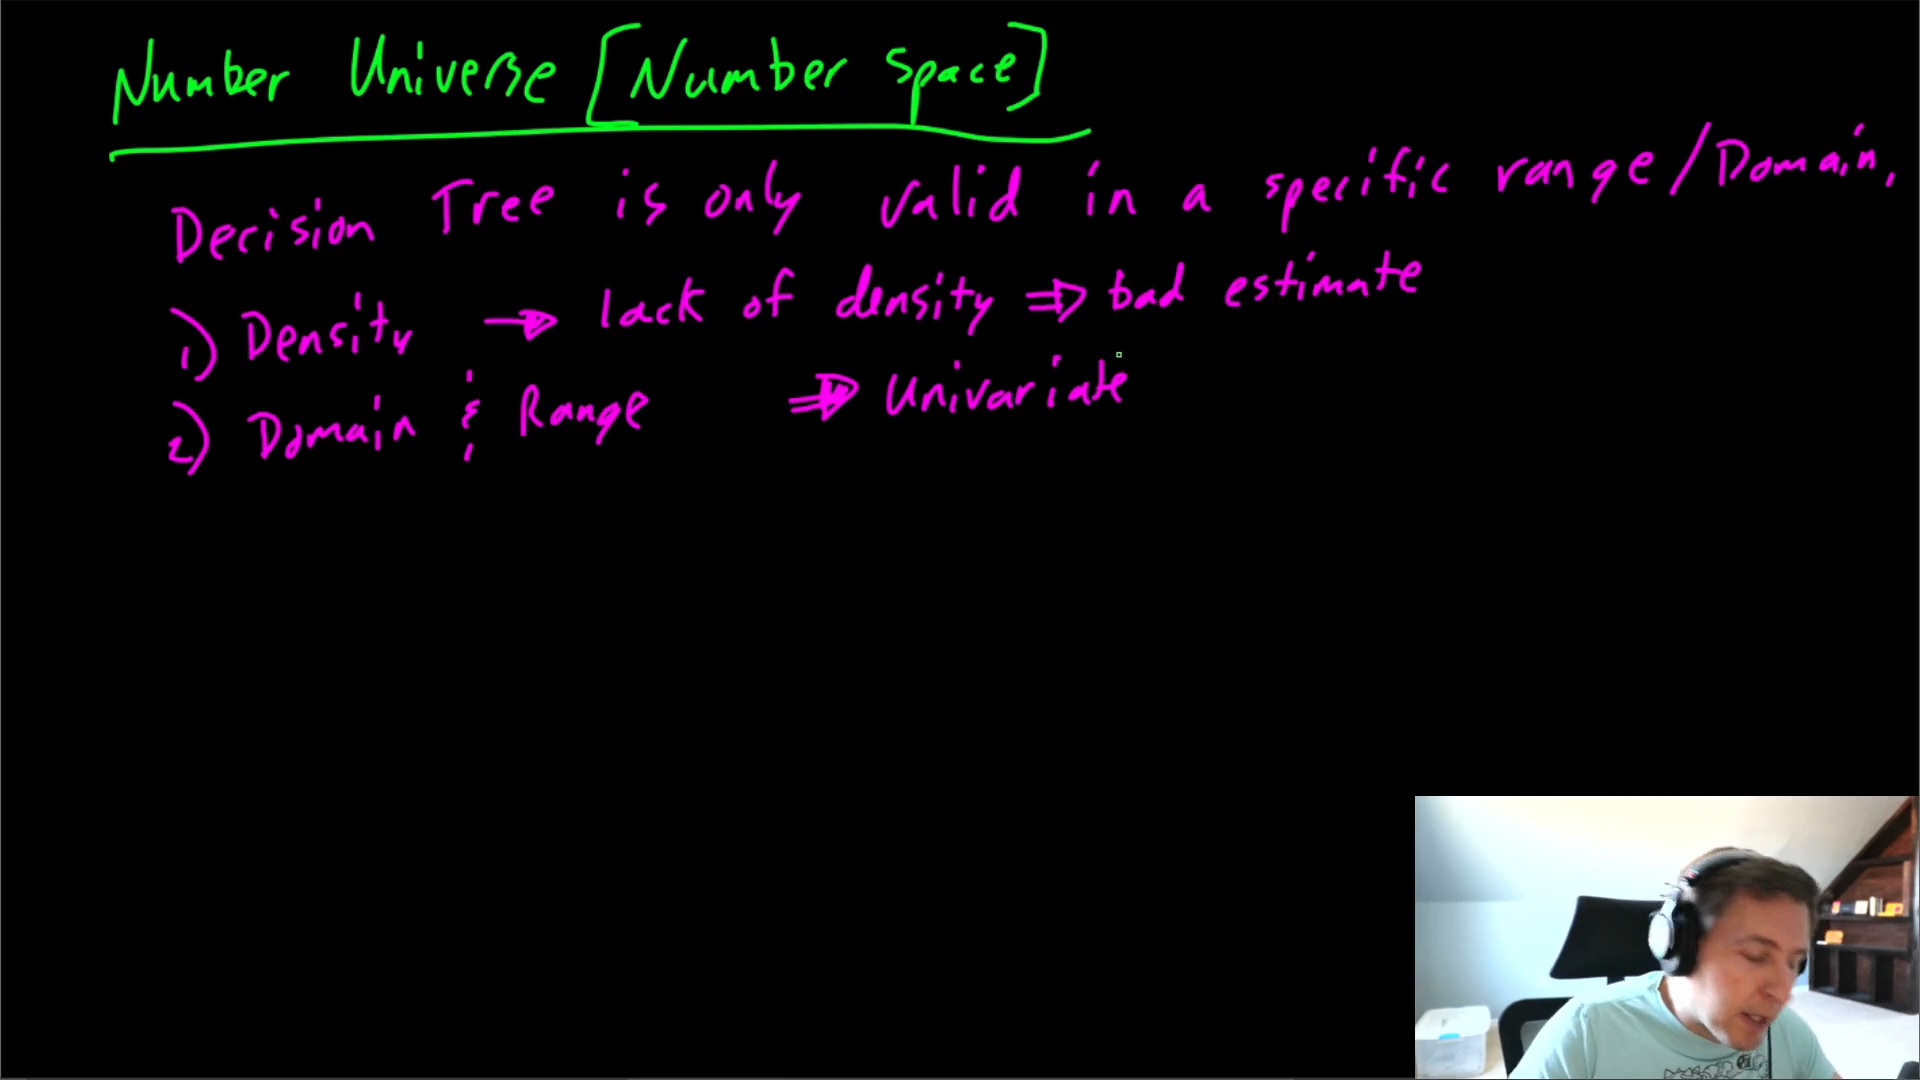 Number Universe [Number Space]
Decision Tree is only valid in a specific range/Domain.
1) Density → lack of density ⇒ bad estimate
2) Domain & Range ⇒ Univariate